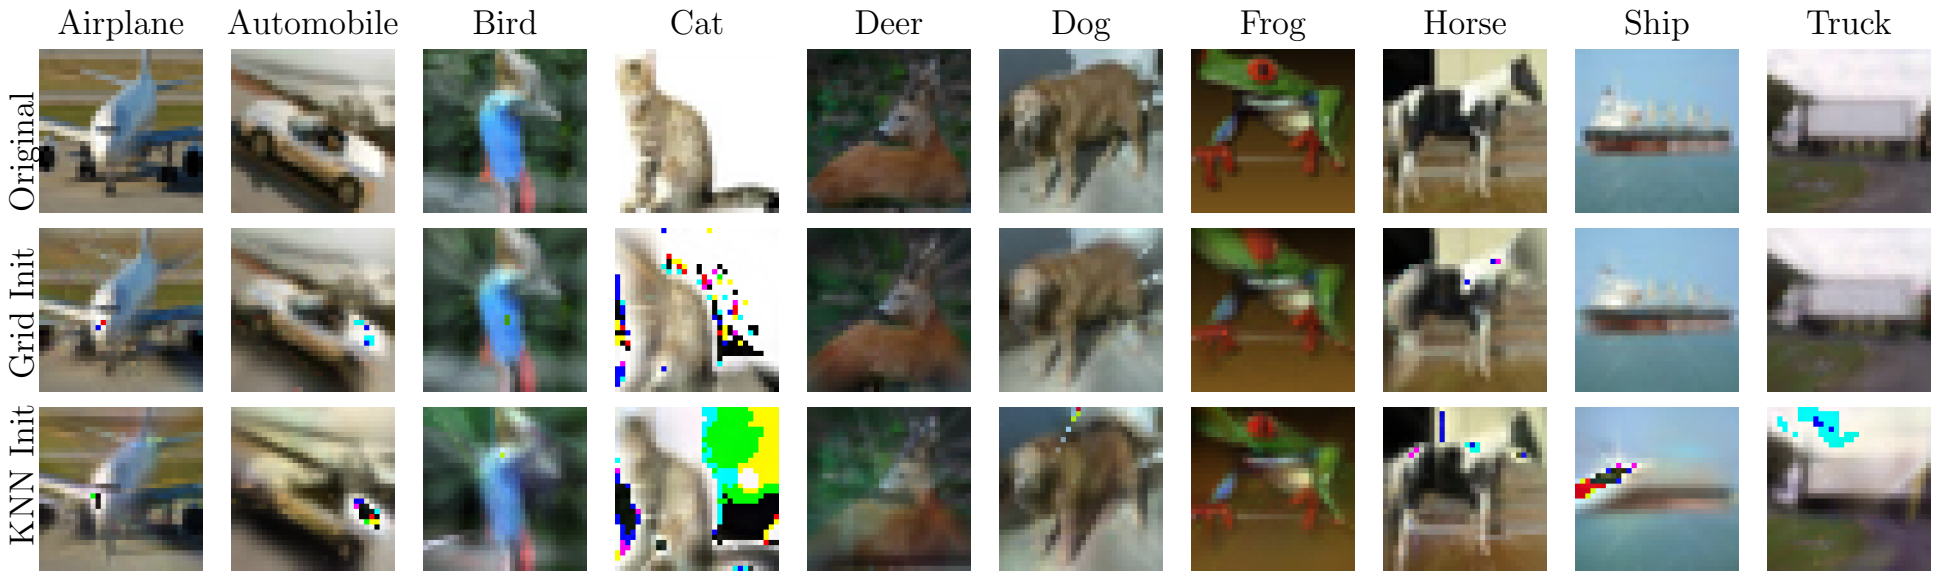 Airplane Automobile Bird Cat Deer Dog Frog Horse Ship Truck
Original
Grid Init
KNN Init